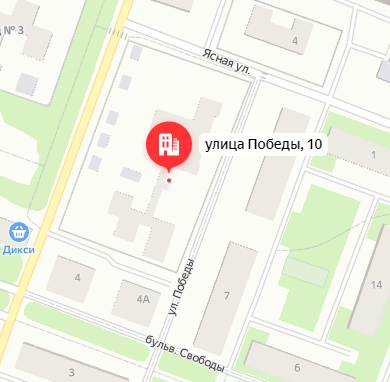 № 3
4
Ясная ул.
улица Победы, 10
1
Дикси
4
4А
ул. Победы
7
14
бульв. Свободы
3
6